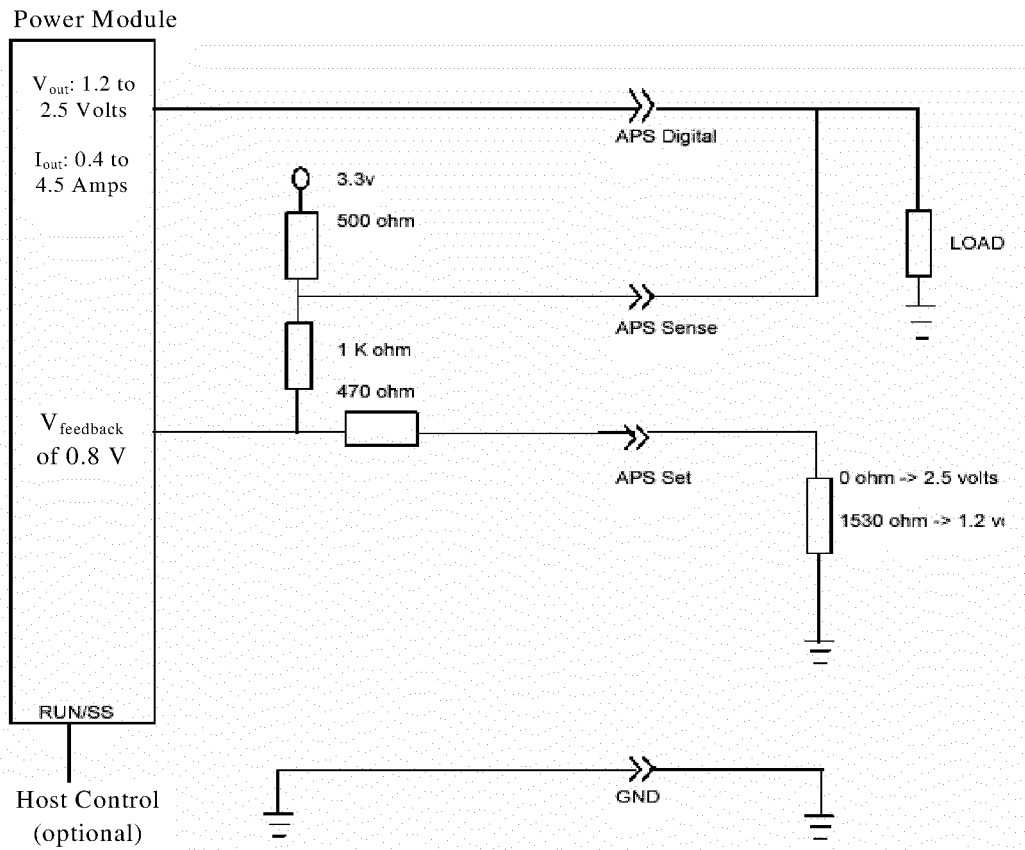 Power Module
Vout: 1.2 to
2.5 Volts
Iout: 0.4 to
4.5 Amps
APS Digital
3.3v
500 ohm
LOAD
APS Sense
1 K ohm
470 ohm
Vfeedback
of 0.8 V
APS Set
0 ohm -> 2.5 volts
1530 ohm -> 1.2
RUN/SS
Host Control
(optional)
GND